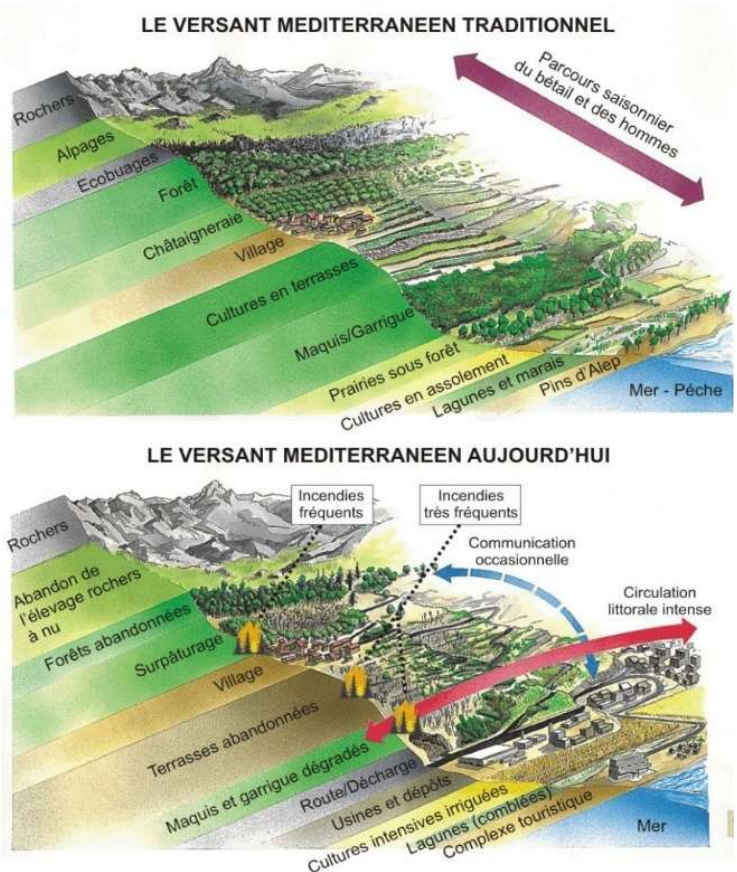 LE VERSANT MEDITERRANEEN TRADITIONNEL
Parcours saisonnier
du bétail et des hommes
Rochers
Alpages
Ecobuages
Forêt
Châtaigneraie
Village
Cultures en terrasses
Maquis/Garrigue
Prairies sous forêt
Cultures en assolement
Lagunes et marais
Pins d'Alep
Mer - Péche
LE VERSANT MEDITERRANEEN AUJOURD'HUI
Incendies
fréquents
Incendies
très fréquents
Communication
occasionnelle
Circulation
littorale intense
Rochers
Abandon de
l'élevage rochers
à nu
Forêts abandonnées
Surpâturage
Village
Terrasses abandonnées
Maquis et garrigue dégradés
Route/Décharge
Usines et dépôts
Cultures intensives irriguées
Lagunes (comblées)
Complexe touristique
Mer